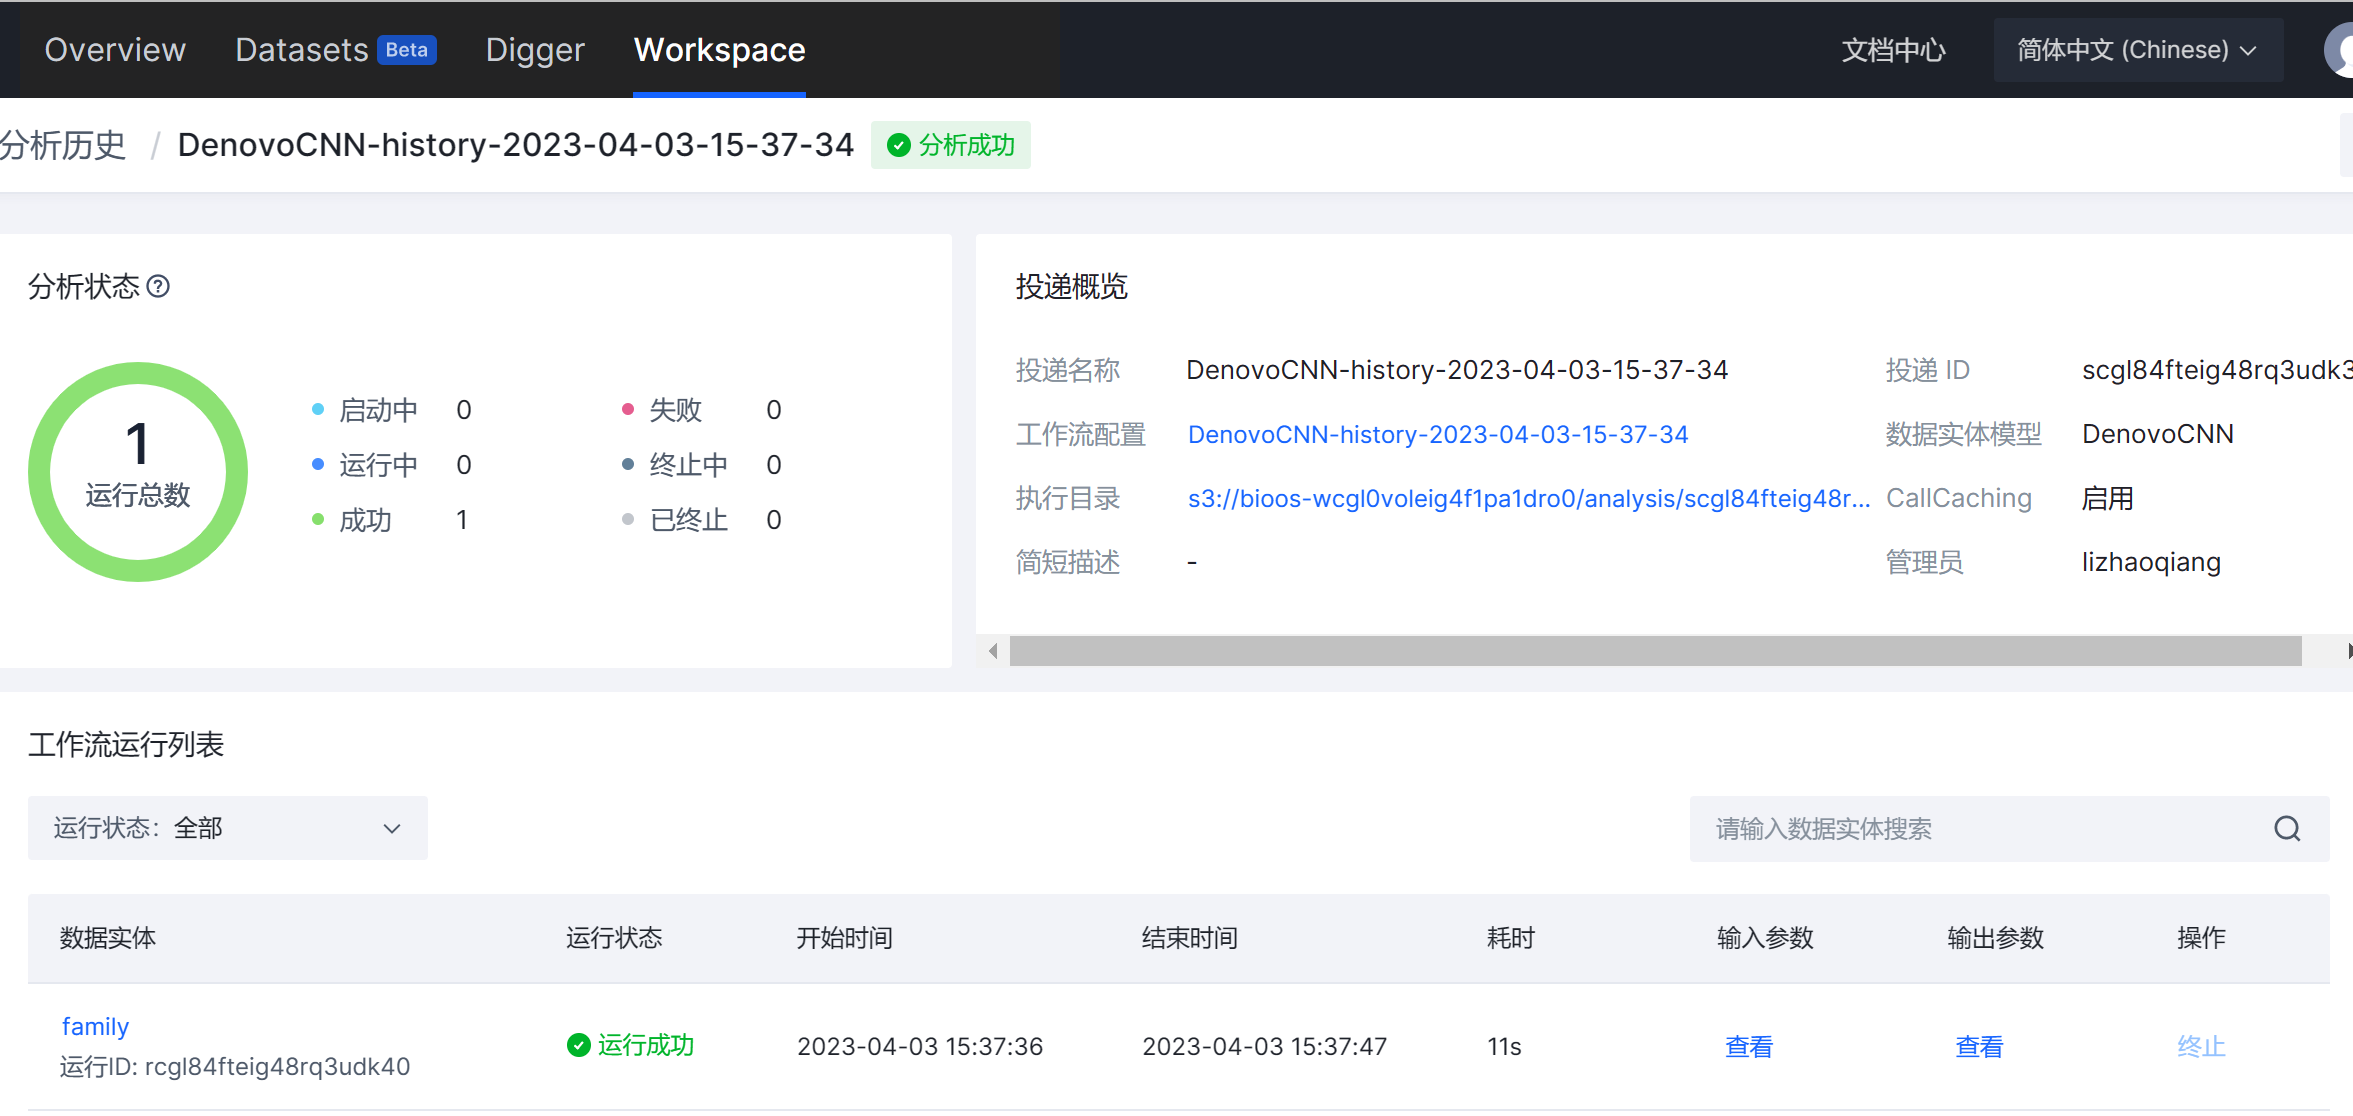 Overview Datasets Beta Digger Workspace 文档中心 简体中文 (Chinese)
分析历史 / DenovoCNN-history-2023-04-03-15-37-34 分析成功
分析状态
1
运行总数
启动中 0 失败 0
运行中 0 终止中 0
成功 1 已终止 0
投递概览
投递名称 DenovoCNN-history-2023-04-03-15-37-34 投递 ID scgl84fteig48rq3udk3
工作流配置 DenovoCNN-history-2023-04-03-15-37-34 数据实体模型 DenovoCNN
执行目录 s3://bioos-wcgl0voleig4f1pa1dro0/analysis/scgl84fteig48r... CallCaching 启用
简短描述 - 管理员 lizhaoqiang
工作流运行列表
运行状态: 全部 请输入数据实体搜索
数据实体 运行状态 开始时间 结束时间 耗时 输入参数 输出参数 操作
family
运行成功 2023-04-03 15:37:36 2023-04-03 15:37:47 11s 查看 查看 终止
运行ID: rcgl84fteig48rq3udk40